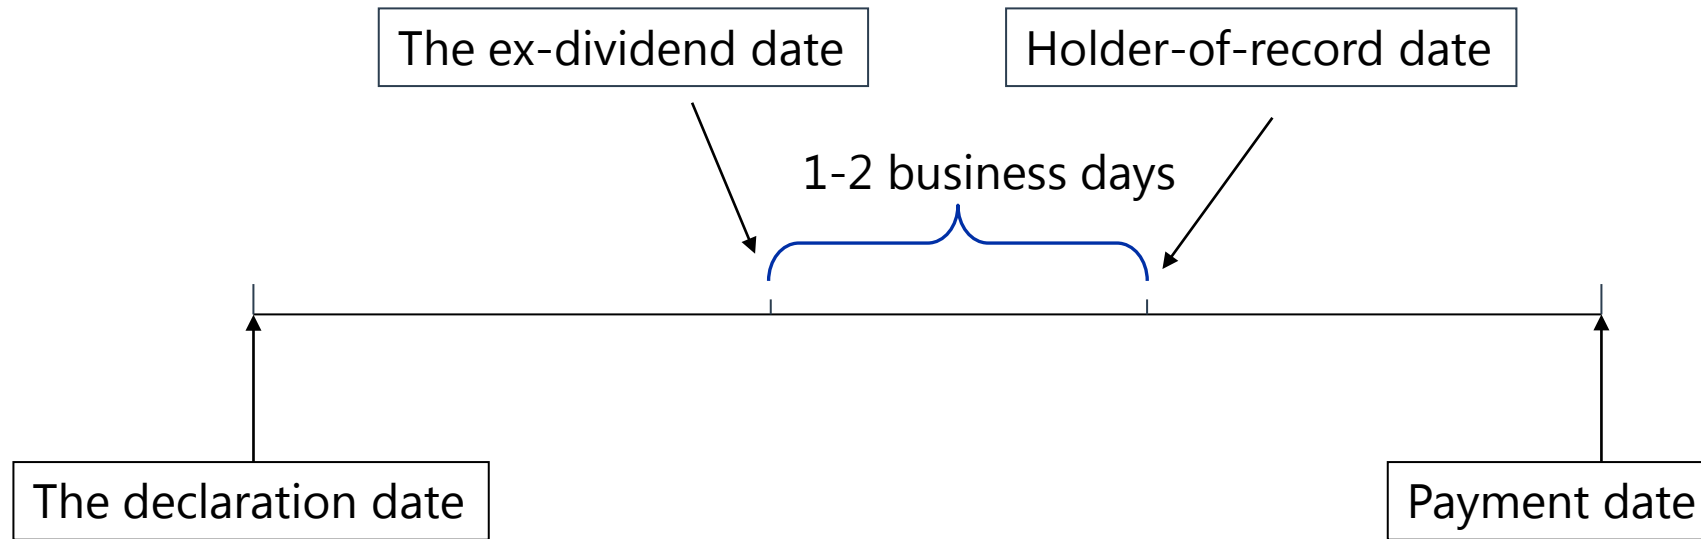 The ex-dividend date
Holder-of-record date
1-2 business days
The declaration date
Payment date